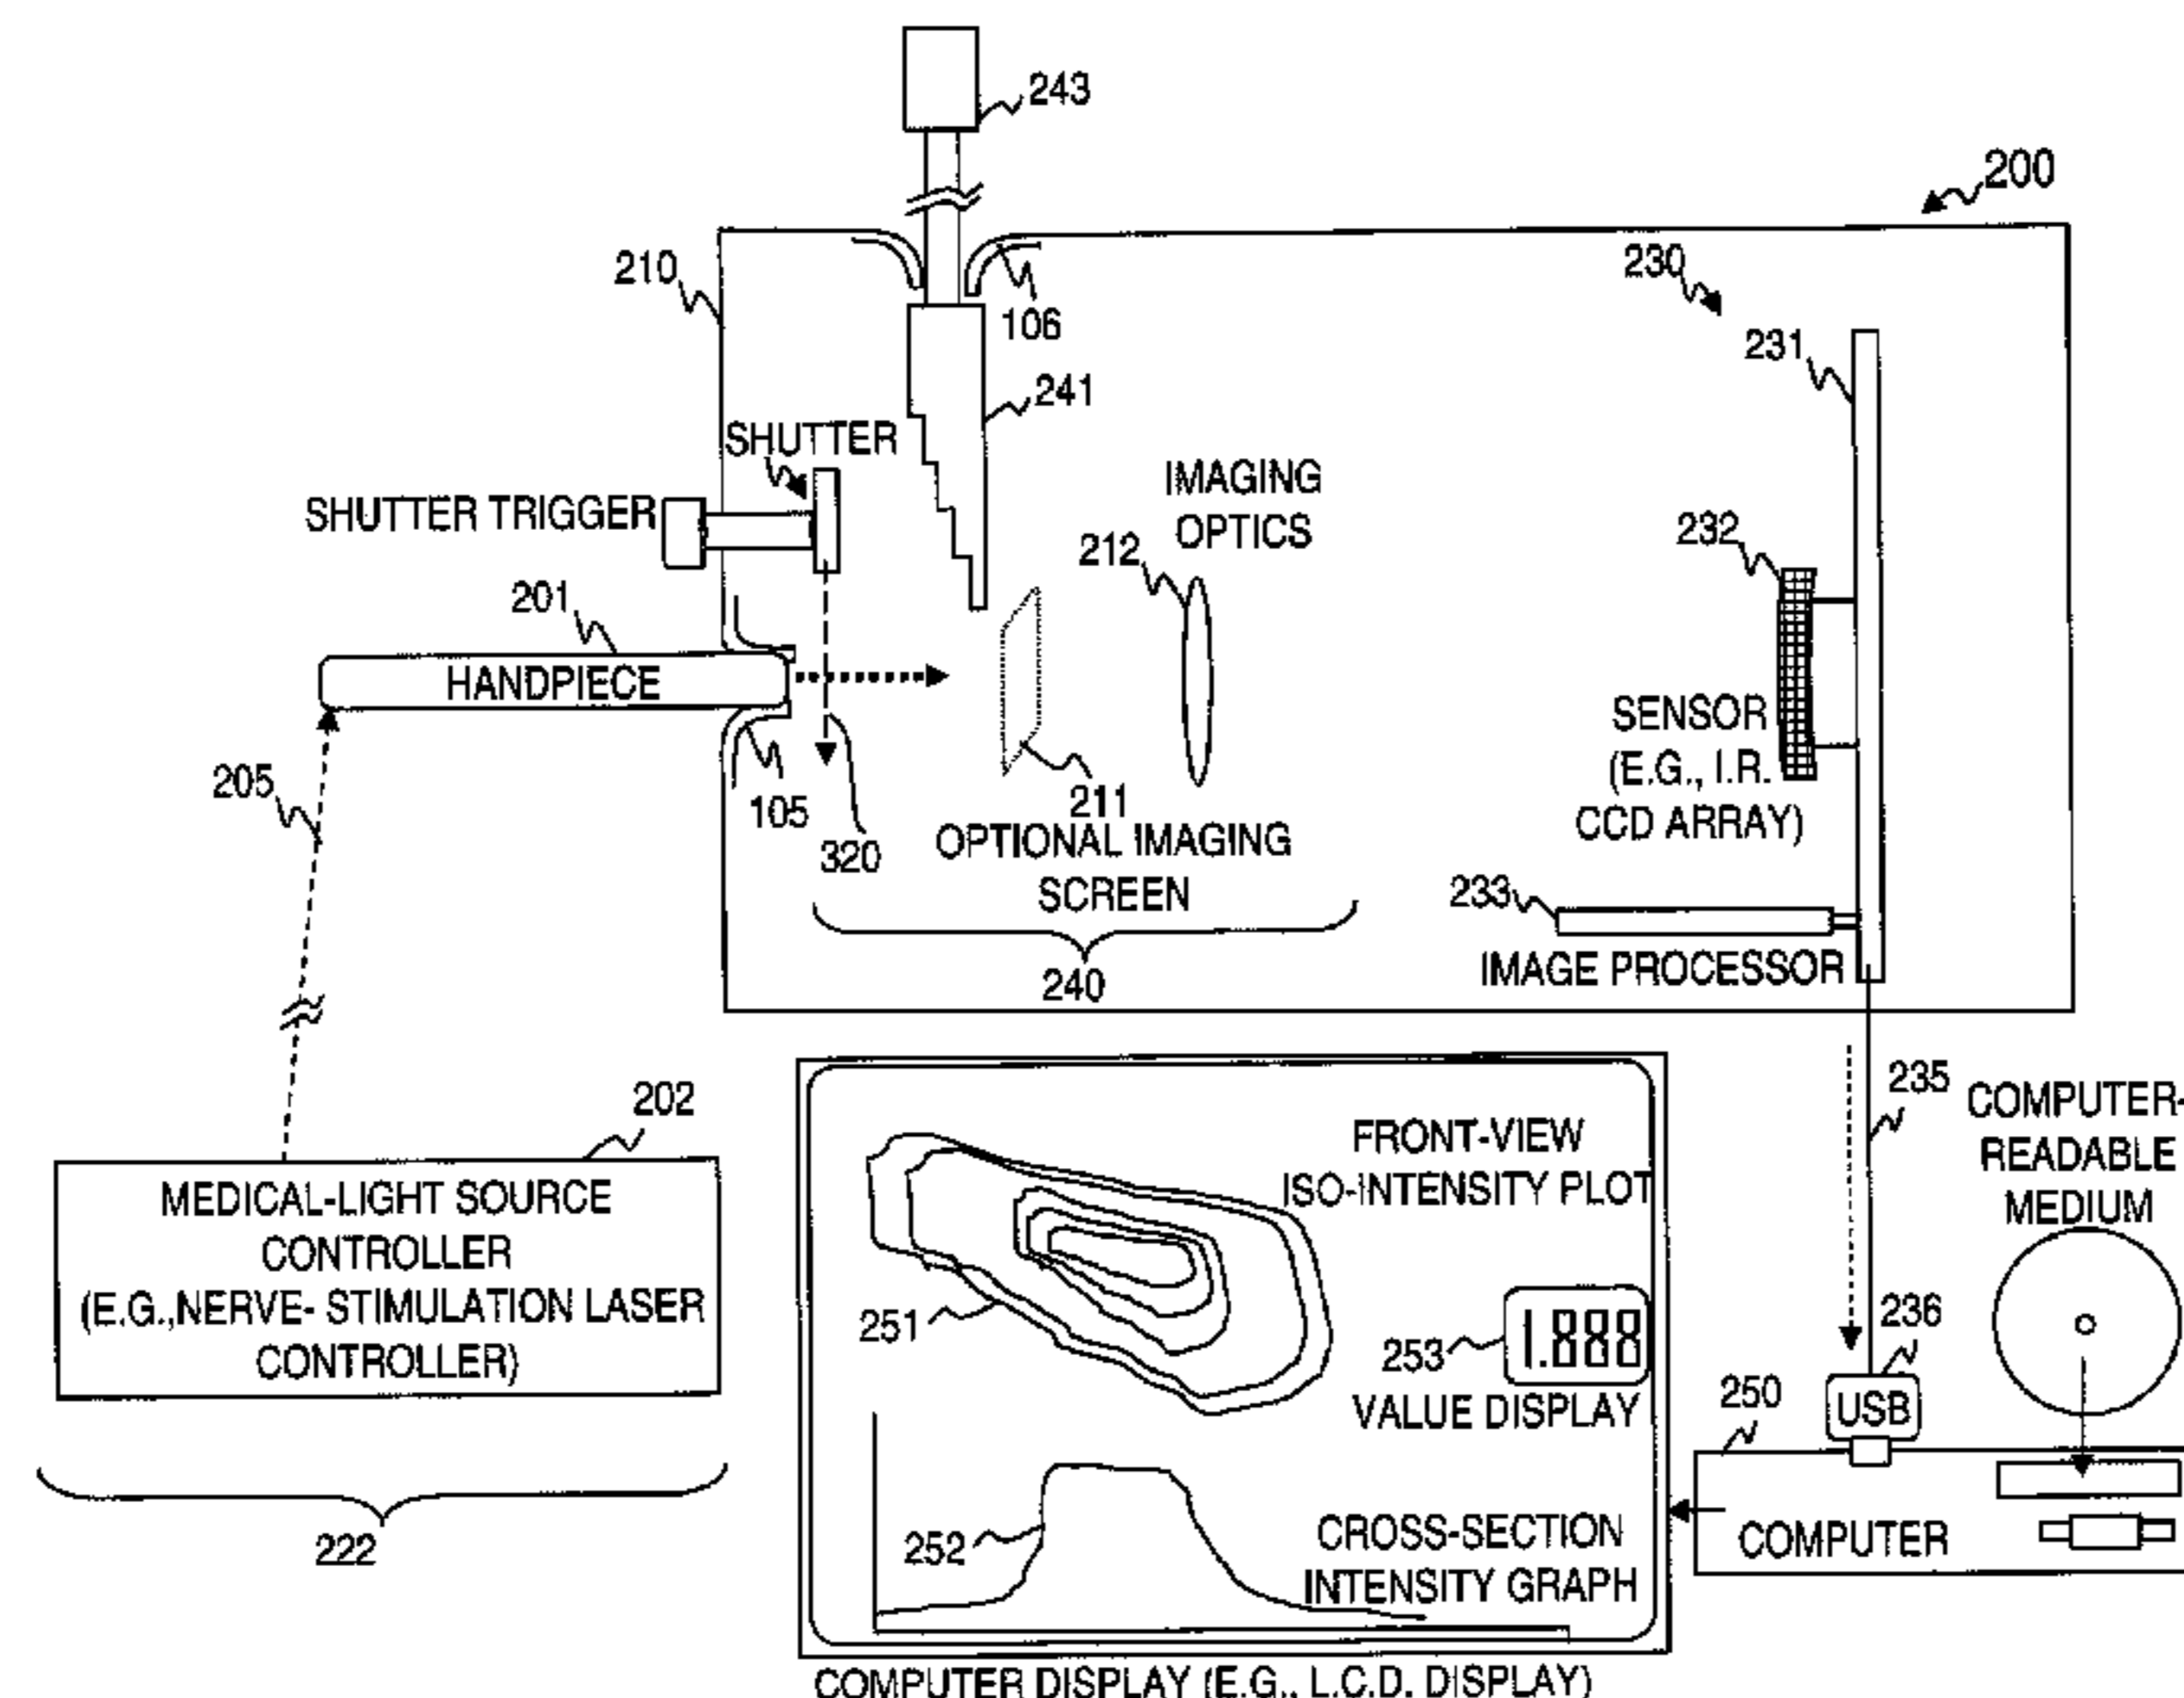 243
200
210
230
106
231
241
SHUTTER
IMAGING
OPTICS
SHUTTER TRIGGER
232
212
201
HANDPIECE
SENSOR
(E.G., I.R.
CCD ARRAY)
205
105
211
320
OPTIONAL IMAGING
SCREEN
233
240
IMAGE PROCESSOR
202
235
COMPUTER-
READABLE
MEDIUM
MEDICAL-LIGHT SOURCE
CONTROLLER
(E.G.,NERVE- STIMULATION LASER
CONTROLLER)
222
FRONT-VIEW
ISO-INTENSITY PLOT
251
253
1.888
VALUE DISPLAY
236
250
USB
252
CROSS-SECTION
INTENSITY GRAPH
COMPUTER
COMPUTER DISPLAY (E.G., L.C.D. DISPLAY)